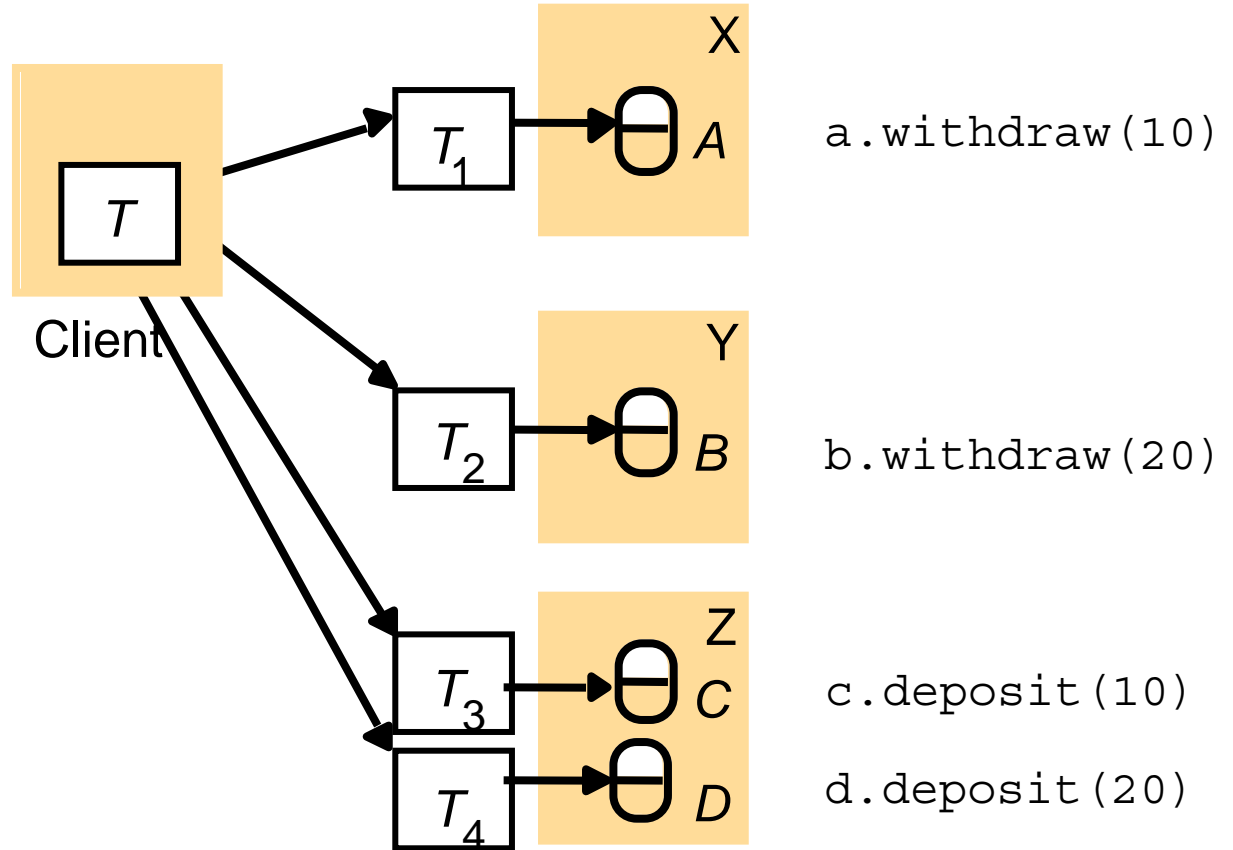 X
T1
A
a.withdraw(10)
T
Client
Y
T2
B
b.withdraw(20)
Z
T3
C
c.deposit(10)
T4
D
d.deposit(20)